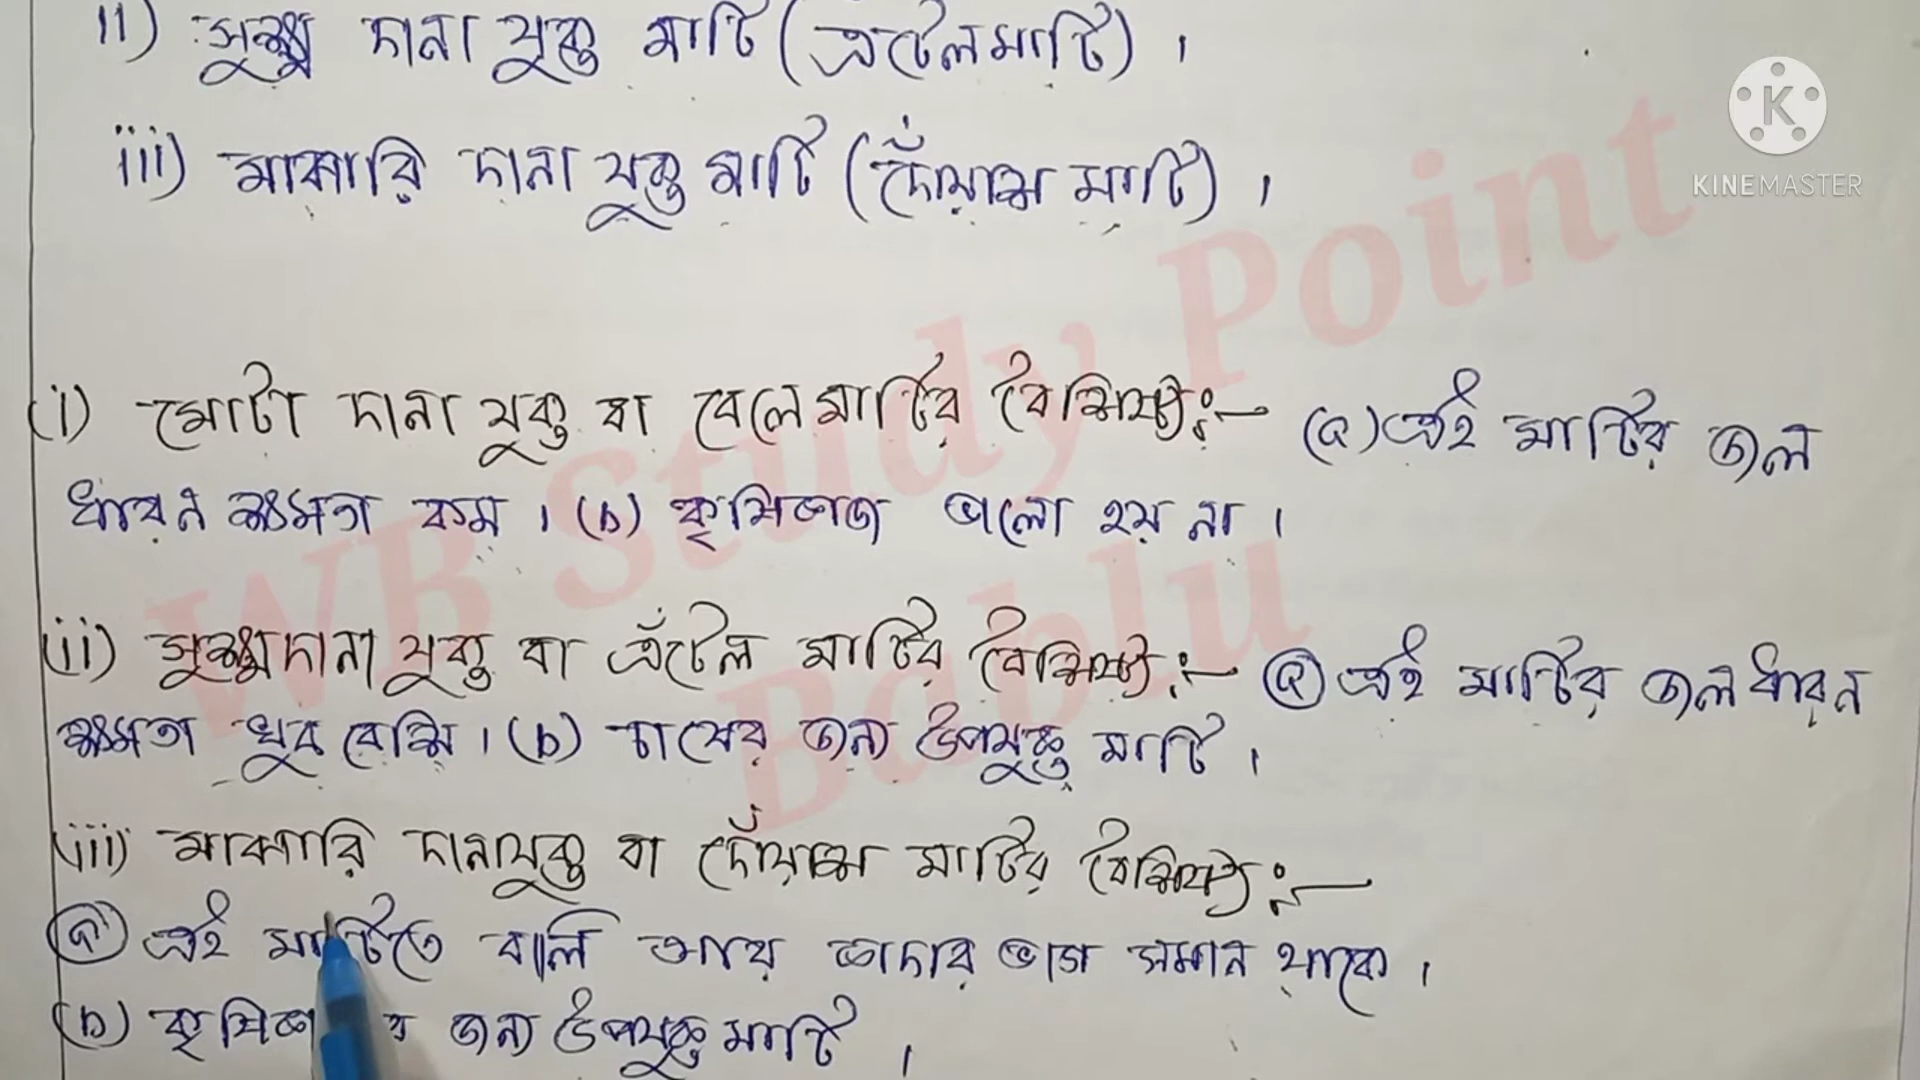 ii) সূক্ষ্ম দানা যুক্ত মাটি (এঁটেলমাটি) ।
iii) মাঝারি দানা যুক্ত মাটি (দোঁয়াশ মাটি) ।
K
KINEMASTER
WB Study Point
Bablu
(i) মোটা দানা যুক্ত বা বেলেমাটির বৈশিষ্ট্য :— (a) এই মাটির জল
ধারন ক্ষমতা কম । (b) কৃষিকাজ ভালো হয় না ।
(ii) সূক্ষ্মদানা যুক্ত বা এঁটেল মাটির বৈশিষ্ট্য :— (a) এই মাটির জলধারন
ক্ষমতা খুব বেশি । (b) চাষের জন্য উপযুক্ত মাটি ।
(iii) মাঝারি দানাযুক্ত বা দোঁয়াশ মাটির বৈশিষ্ট্য :—
(a) এই মাটিতে বালি আর কাদার ভাগ সমান থাকে ।
(b) জন্য উপযুক্ত মাটি ।